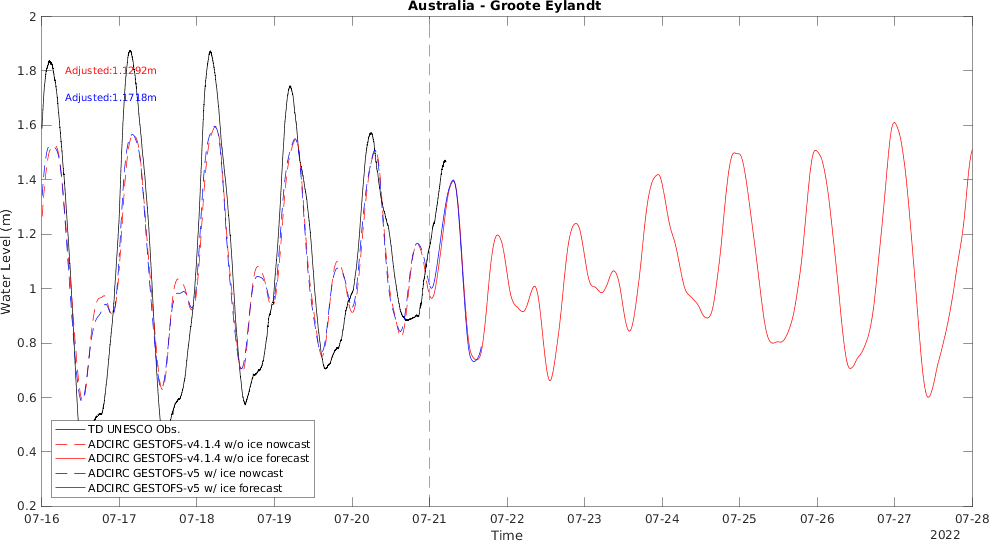 Australia - Groote Eylandt
Water Level (m)
2
1.8
1.6
1.4
1.2
1
0.8
0.6
0.4
0.2
Adjusted:1.1292m
Adjusted:1.1718m
TD UNESCO Obs.
ADCIRC GESTOFS-v4.1.4 w/o ice nowcast
ADCIRC GESTOFS-v4.1.4 w/o ice forecast
ADCIRC GESTOFS-v5 w/ ice nowcast
ADCIRC GESTOFS-v5 w/ ice forecast
07-16 07-17 07-18 07-19 07-20 07-21 07-22 07-23 07-24 07-25 07-26 07-27 07-28
Time
2022